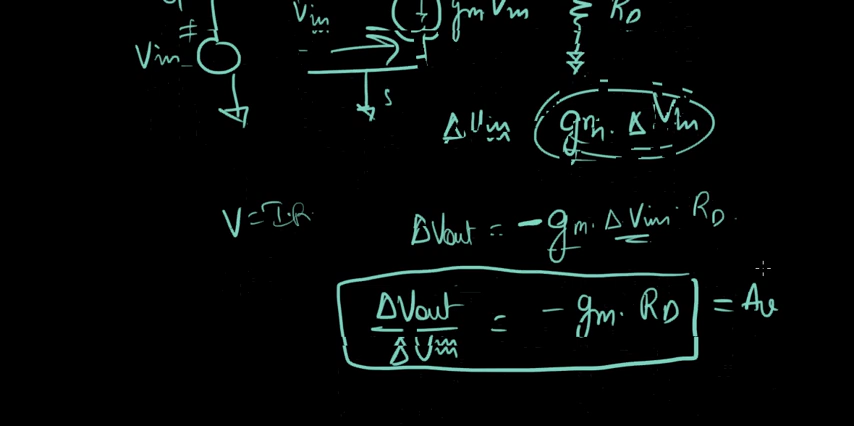 Vin gm Vin RD
Vin
S
ΔVin gm. ΔVin
V = I.R.
ΔVout = -gm. ΔVin. RD.
ΔVout / ΔVin = - gm. RD = Av